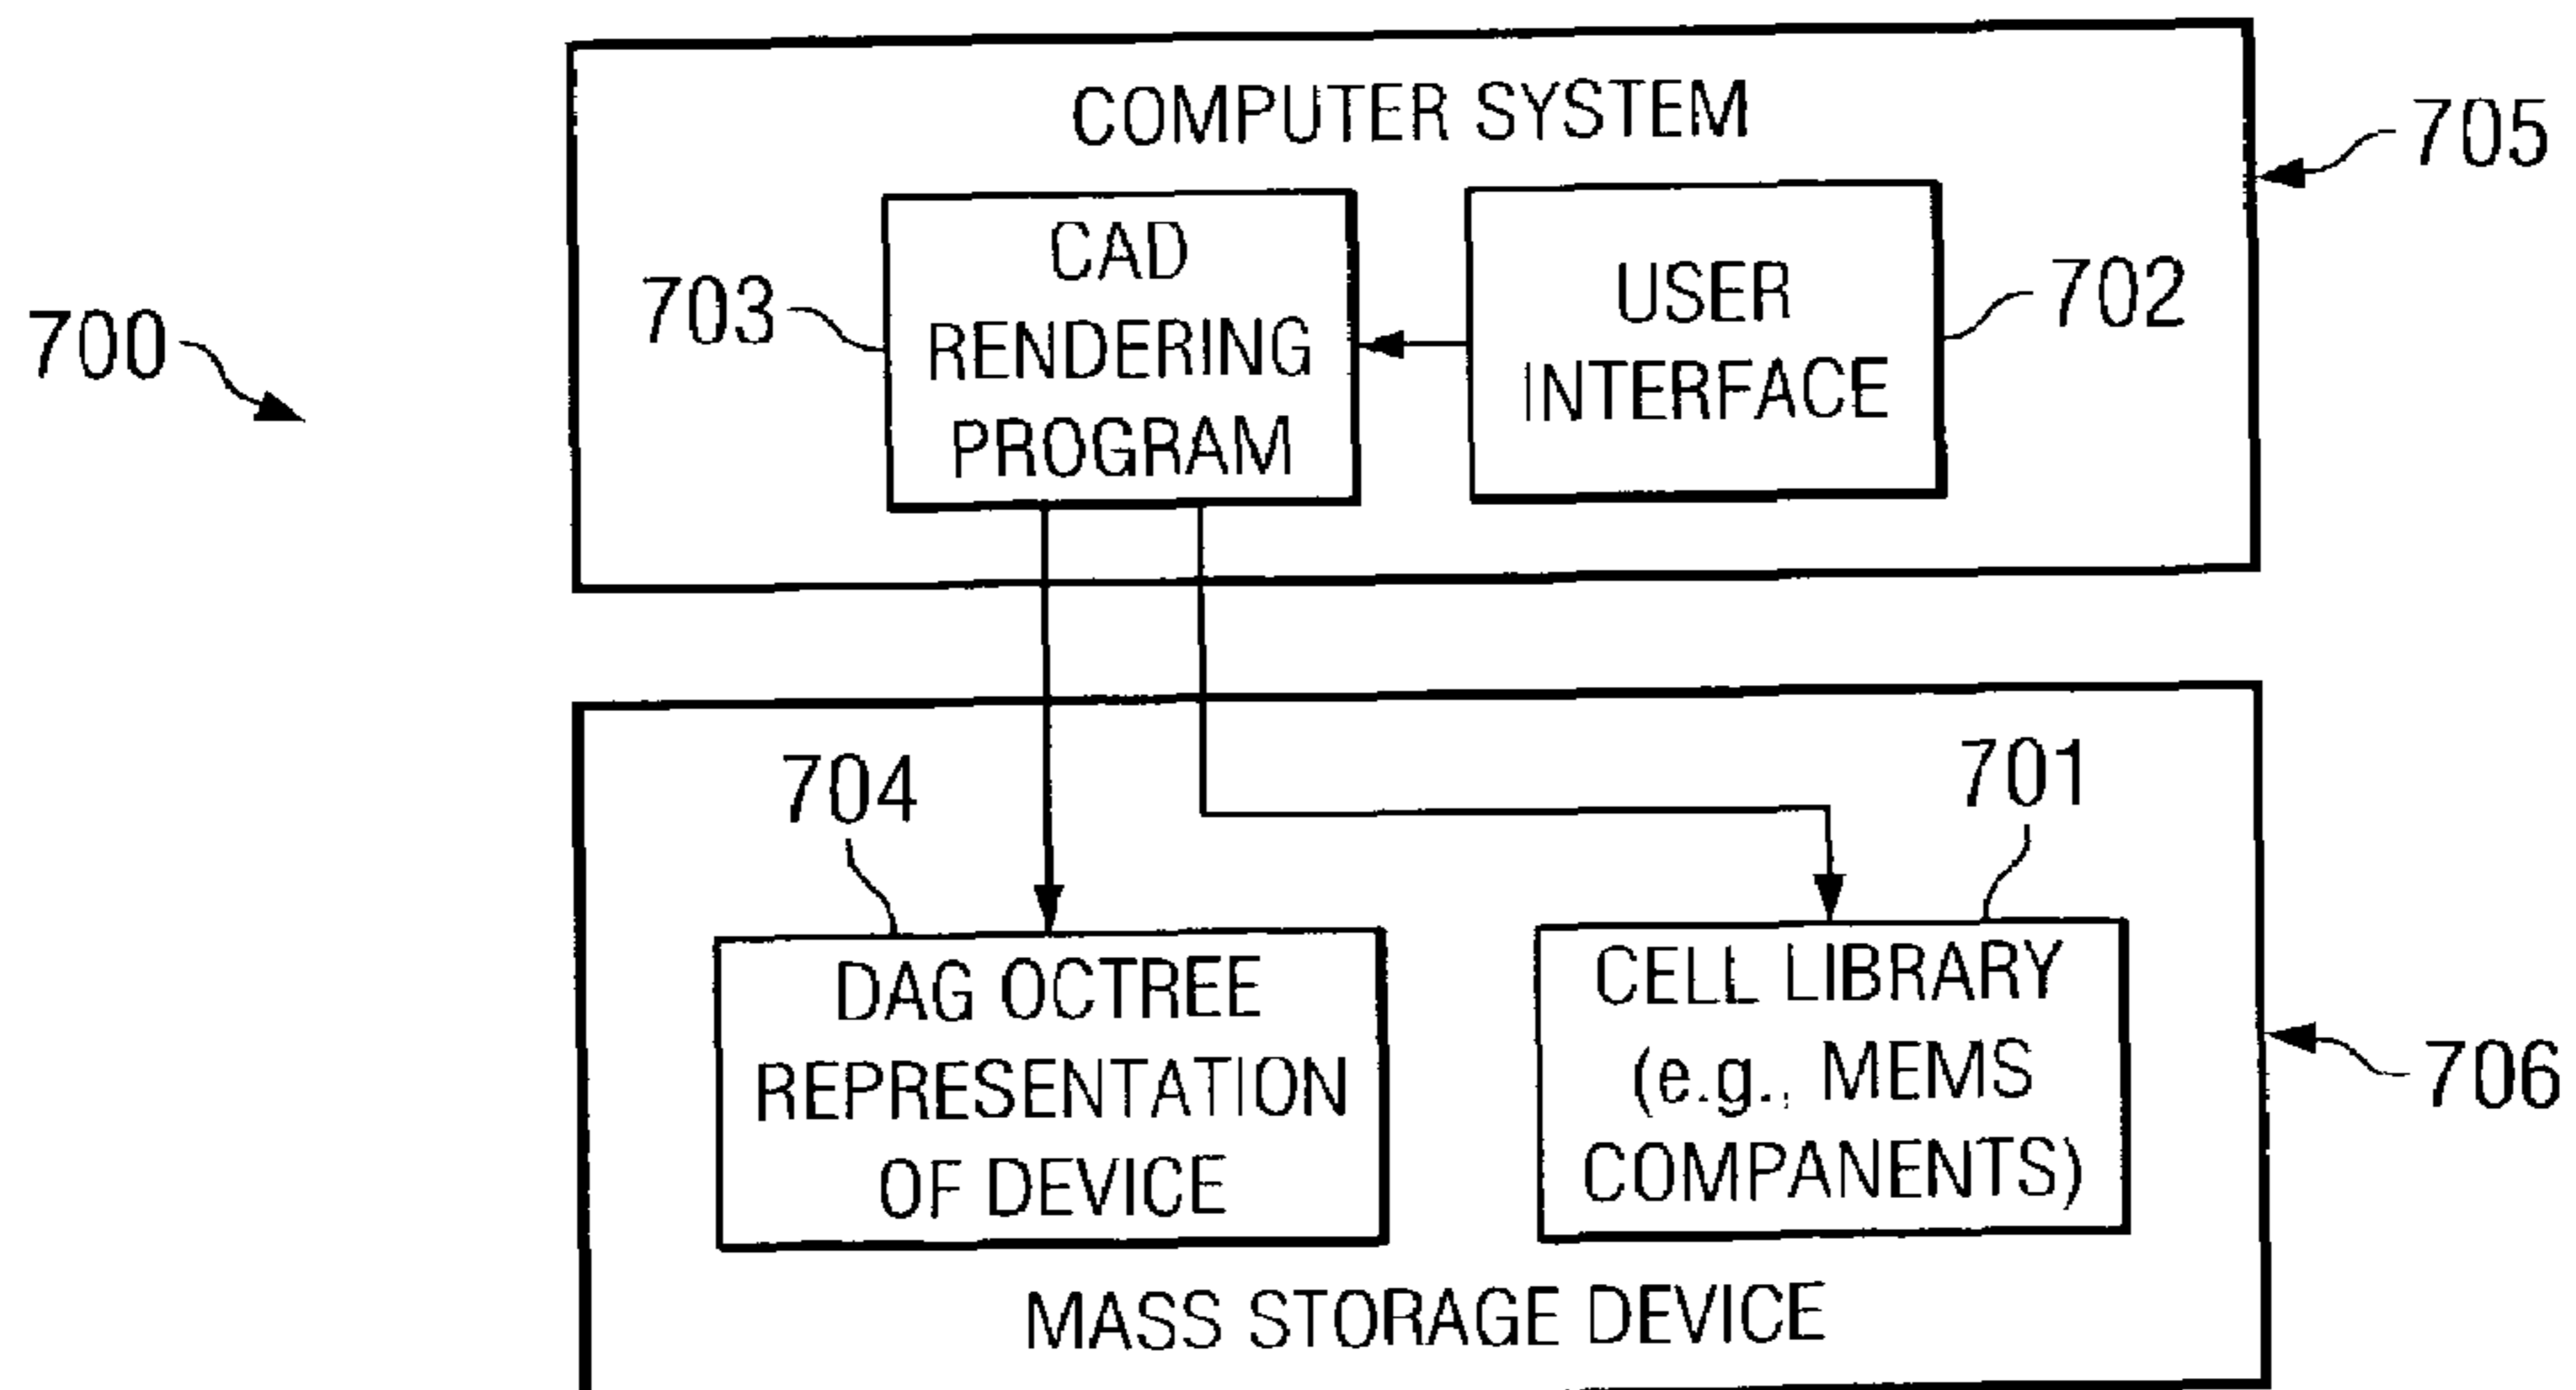 COMPUTER SYSTEM
705
CAD
RENDERING
PROGRAM
703
USER
INTERFACE
702
700
704
701
DAG OCTREE
REPRESENTATION
OF DEVICE
CELL LIBRARY
(e.g., MEMS
COMPANENTS)
706
MASS STORAGE DEVICE